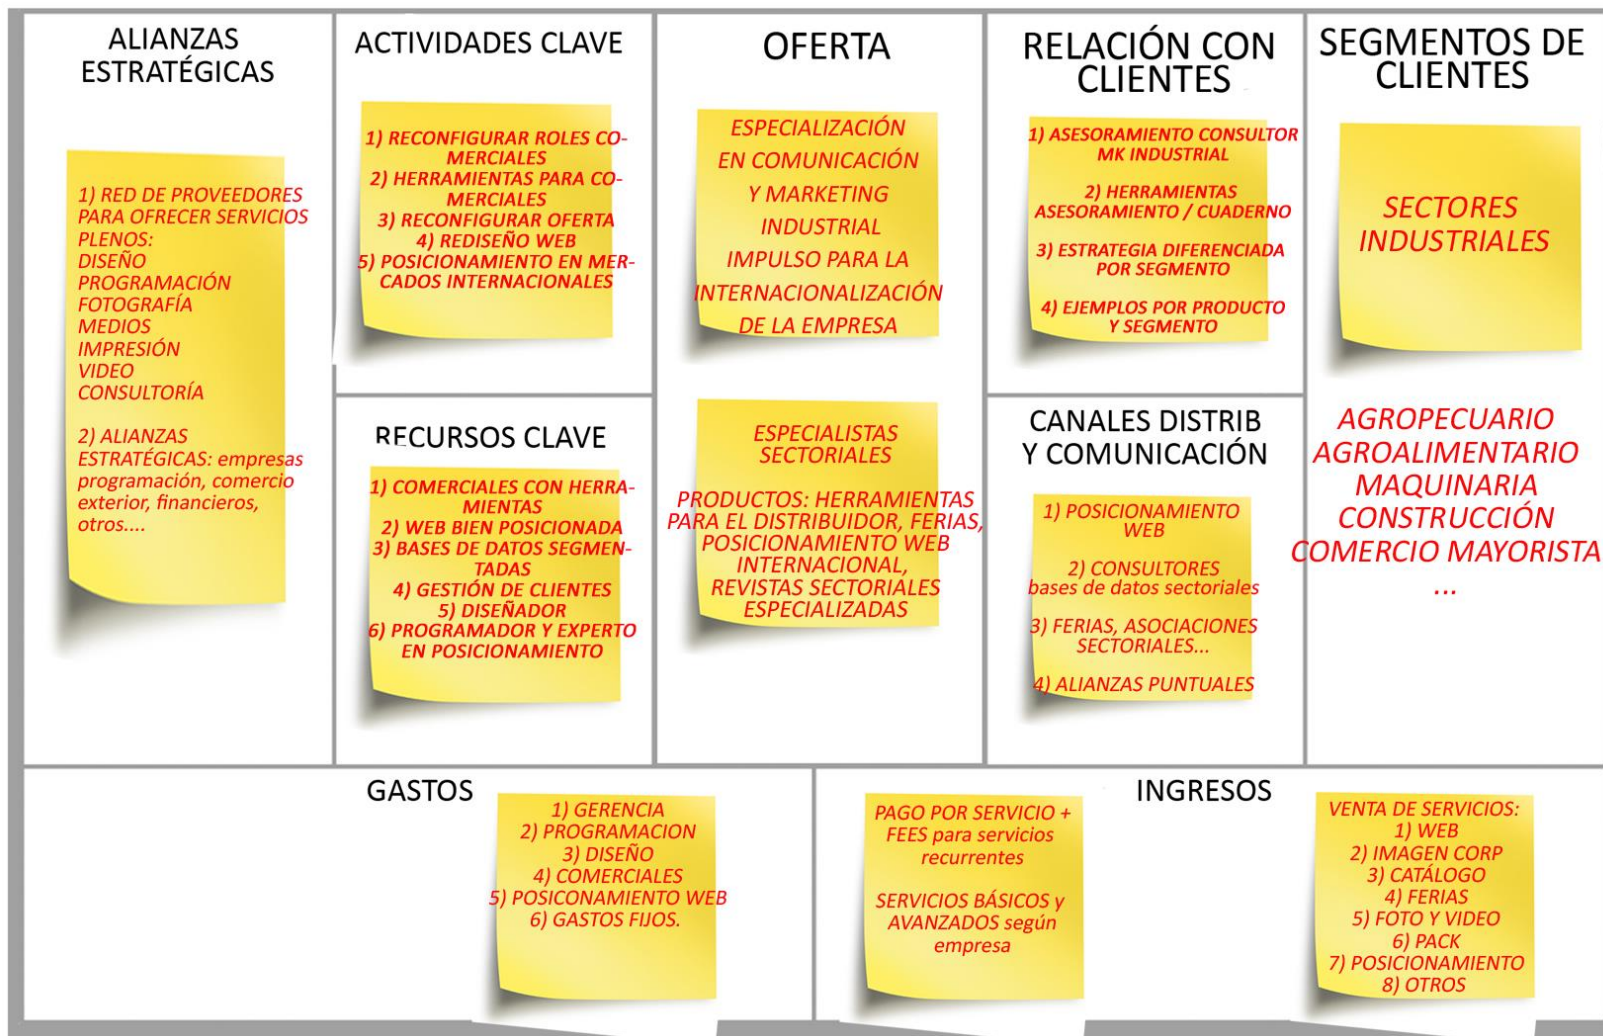 ALIANZAS
ESTRATÉGICAS
1) RED DE PROVEEDORES
PARA OFRECER SERVICIOS
PLENOS:
DISEÑO
PROGRAMACIÓN
FOTOGRAFÍA
MEDIOS
IMPRESIÓN
VIDEO
CONSULTORÍA
2) ALIANZAS
ESTRATÉGICAS: empresas
programación, comercio
exterior, financieros,
otros....
ACTIVIDADES CLAVE
1) RECONFIGURAR ROLES CO-
MERCIALES
2) HERRAMIENTAS PARA CO-
MERCIALES
3) RECONFIGURAR OFERTA
4) REDISEÑO WEB
5) POSICIONAMIENTO EN MER-
CADOS INTERNACIONALES
RECURSOS CLAVE
1) COMERCIALES CON HERRA-
MIENTAS
2) WEB BIEN POSICIONADA
3) BASES DE DATOS SEGMEN-
TADAS
4) GESTIÓN DE CLIENTES
5) DISEÑADOR
6) PROGRAMADOR Y EXPERTO
EN POSICIONAMIENTO
OFERTA
ESPECIALIZACIÓN
EN COMUNICACIÓN
Y MARKETING
INDUSTRIAL
IMPULSO PARA LA
INTERNACIONALIZACIÓN
DE LA EMPRESA
ESPECIALISTAS
SECTORIALES
PRODUCTOS: HERRAMIENTAS
PARA EL DISTRIBUIDOR, FERIAS,
POSICIONAMIENTO WEB
INTERNACIONAL,
REVISTAS SECTORIALES
ESPECIALIZADAS
RELACIÓN CON
CLIENTES
1) ASESORAMIENTO CONSULTOR
MK INDUSTRIAL
2) HERRAMIENTAS
ASESORAMIENTO / CUADERNO
3) ESTRATEGIA DIFERENCIADA
POR SEGMENTO
4) EJEMPLOS POR PRODUCTO
Y SEGMENTO
CANALES DISTRIB
Y COMUNICACIÓN
1) POSICIONAMIENTO
WEB
2) CONSULTORES
bases de datos sectoriales
3) FERIAS, ASOCIACIONES
SECTORIALES...
4) ALIANZAS PUNTUALES
SEGMENTOS DE
CLIENTES
SECTORES
INDUSTRIALES
AGROPECUARIO
AGROALIMENTARIO
MAQUINARIA
CONSTRUCCIÓN
COMERCIO MAYORISTA
...
GASTOS
1) GERENCIA
2) PROGRAMACION
3) DISEÑO
4) COMERCIALES
5) POSICONAMIENTO WEB
6) GASTOS FIJOS.
INGRESOS
PAGO POR SERVICIO +
FEES para servicios
recurrentes
SERVICIOS BÁSICOS y
AVANZADOS según
empresa
VENTA DE SERVICIOS:
1) WEB
2) IMAGEN CORP
3) CATÁLOGO
4) FERIAS
5) FOTO Y VIDEO
6) PACK
7) POSICIONAMIENTO
8) OTROS